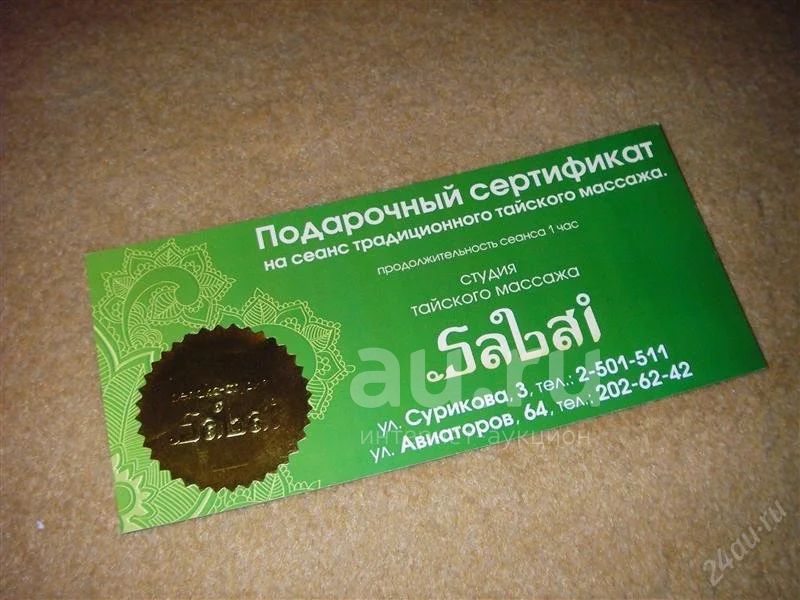 Подарочный сертификат
на сеанс традиционного тайского массажа.
продолжительность сеанса 1 час
студия
тайского массажа
Sabai
ул. Сурикова, 3, тел.: 2-501-511
ул. Авиаторов, 64, тел.: 202-62-42
Sabai
au.ru
интернет-аукцион
24au.ru